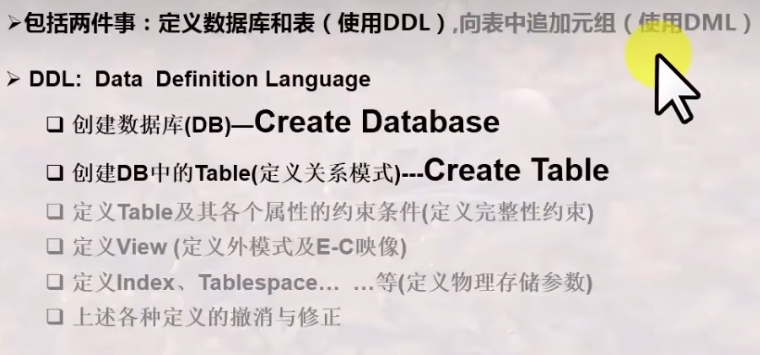 ➢包括两件事：定义数据库和表（使用DDL）,向表中追加元组（使用DML）
➢ DDL: Data Definition Language
❑ 创建数据库(DB)—Create Database
❑ 创建DB中的Table(定义关系模式)---Create Table
❑ 定义Table及其各个属性的约束条件(定义完整性约束)
❑ 定义View (定义外模式及E-C映像)
❑ 定义Index、Tablespace… …等(定义物理存储参数)
❑ 上述各种定义的撤消与修正